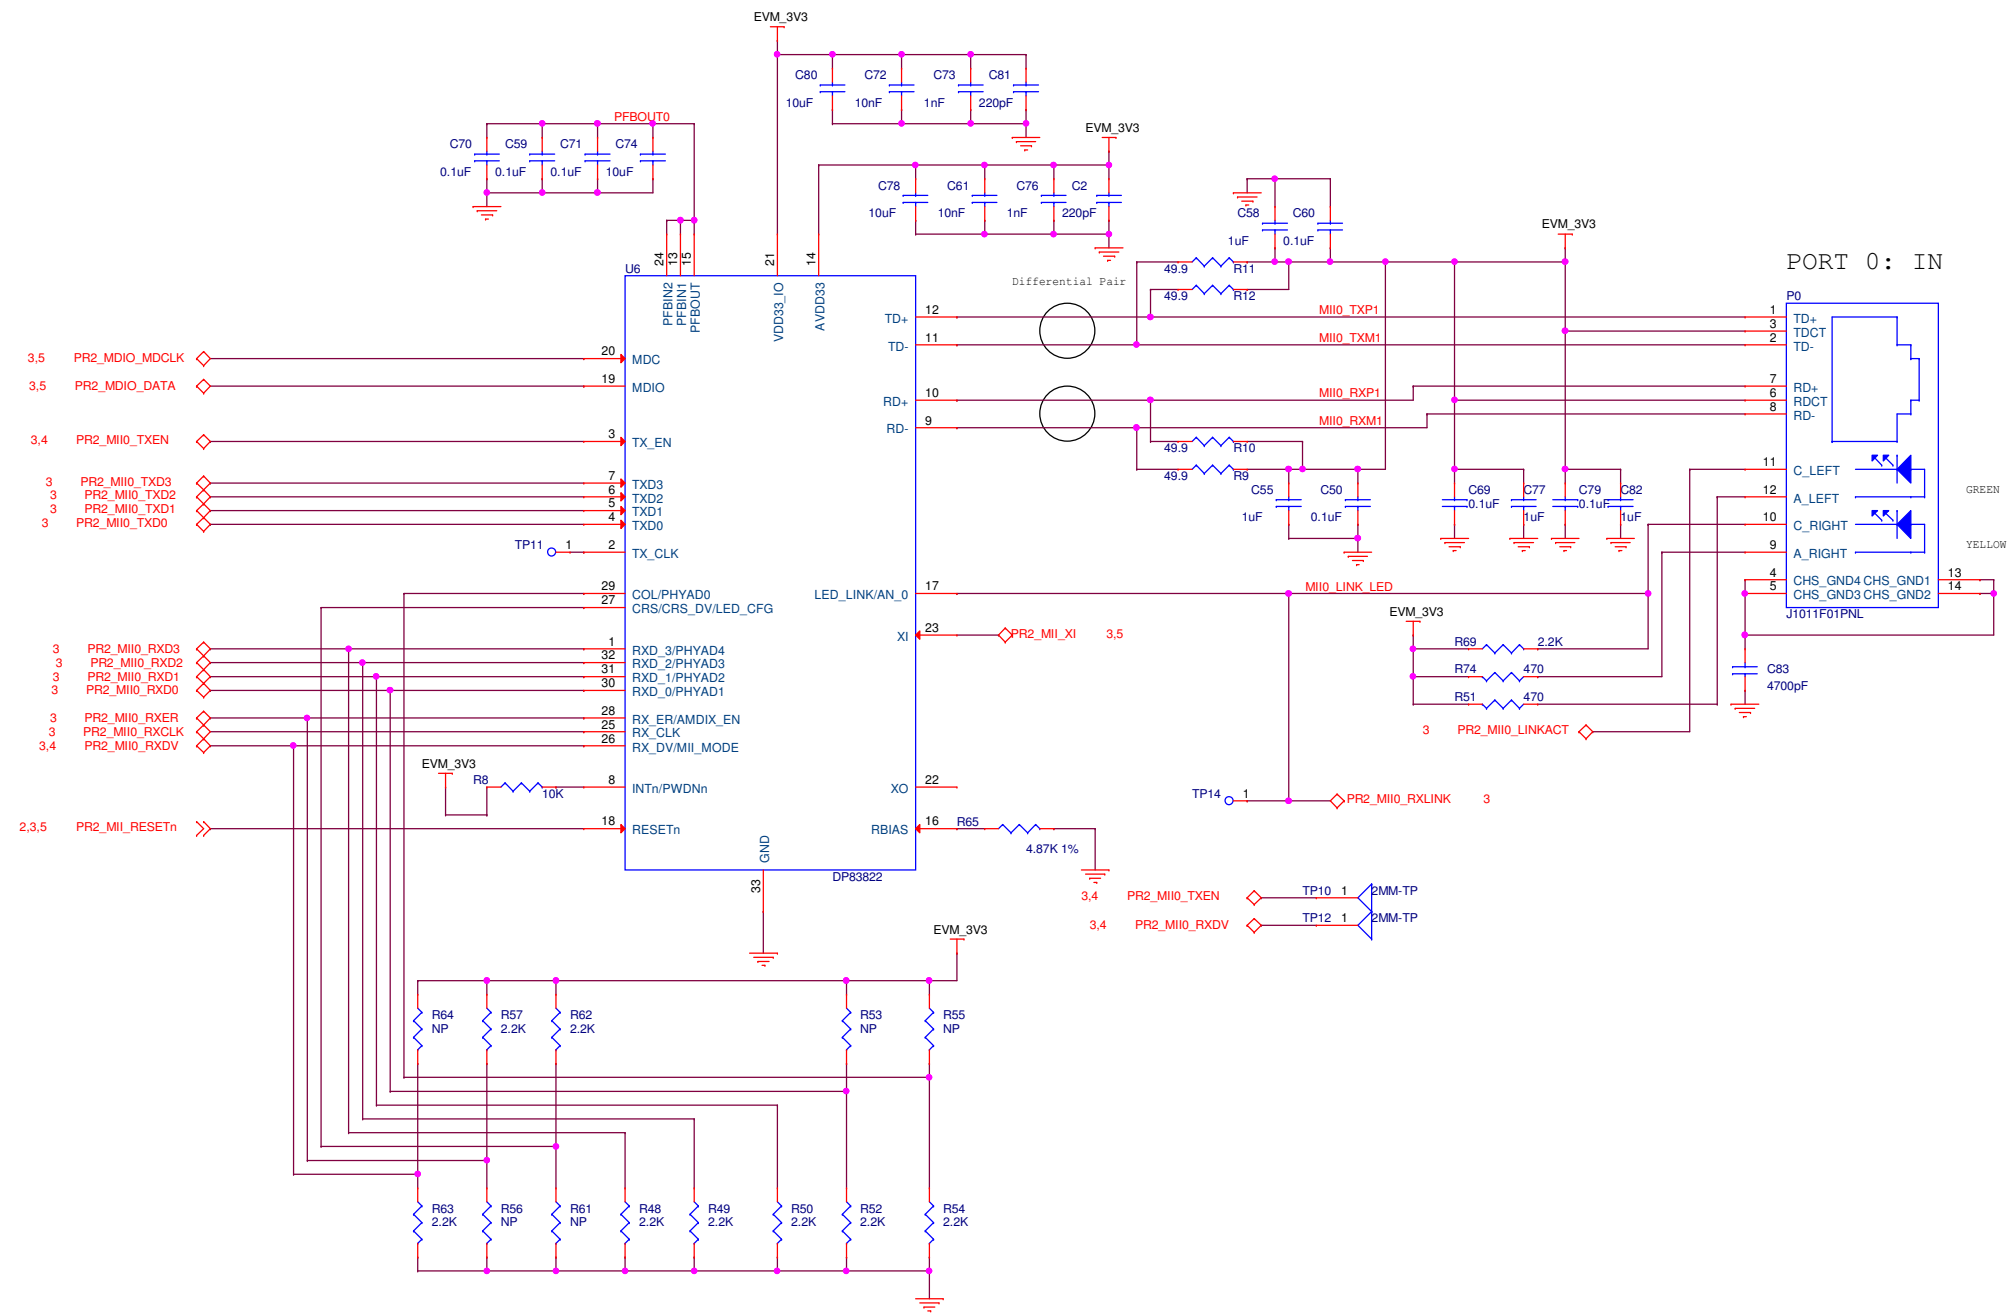 EVM_3V3
C80 C72 C73 C81
10uF 10nF 1nF 220pF
PFBOUT0
EVM_3V3
C70 C59 C71 C74
0.1uF 0.1uF 0.1uF 10uF
C78 C61 C76 C2
10uF 10nF 1nF 220pF
C58 C60
1uF 0.1uF
EVM_3V3
24 13 15 21 14
PORT 0: IN
U6
PFBIN2 PFBIN1 PFBOUT VDD33_IO AVDD33
Differential Pair
49.9 R11
49.9 R12
P0
TD+ 12 MII0_TXP1 1 TD+
3 TDCT
TD- 11 MII0_TXM1 2 TD-
3,5 PR2_MDIO_MDCLK 20 MDC
3,5 PR2_MDIO_DATA 19 MDIO
RD+ 10 MII0_RXP1 7 RD+
6 RDCT
RD- 9 MII0_RXM1 8 RD-
3,4 PR2_MII0_TXEN 3 TX_EN
49.9 R10
49.9 R9
3 PR2_MII0_TXD3 7 TXD3
3 PR2_MII0_TXD2 6 TXD2
3 PR2_MII0_TXD1 5 TXD1
3 PR2_MII0_TXD0 4 TXD0
C55 C50 C69 C77 C79 C82
1uF 0.1uF 0.1uF 1uF 0.1uF 1uF
11 C_LEFT
12 A_LEFT GREEN
10 C_RIGHT
9 A_RIGHT YELLOW
TP11 1 2 TX_CLK
4 CHS_GND4 CHS_GND1 13
5 CHS_GND3 CHS_GND2 14
J1011F01PNL
29 COL/PHYAD0 LED_LINK/AN_0 17 MII0_LINK_LED
27 CRS/CRS_DV/LED_CFG
XI 23 PR2_MII_XI 3,5
EVM_3V3
R69 2.2K
R74 470
R51 470
C83
4700pF
3 PR2_MII0_RXD3 1 RXD_3/PHYAD4
3 PR2_MII0_RXD2 32 RXD_2/PHYAD3
3 PR2_MII0_RXD1 31 RXD_1/PHYAD2
3 PR2_MII0_RXD0 30 RXD_0/PHYAD1
3 PR2_MII0_RXER 28 RX_ER/AMDIX_EN
3 PR2_MII0_RXCLK 25 RX_CLK
3,4 PR2_MII0_RXDV 26 RX_DV/MII_MODE
3 PR2_MII0_LINKACT
EVM_3V3
R8 10K 8 INTn/PWDNn XO 22
TP14 1 PR2_MII0_RXLINK 3
2,3,5 PR2_MII_RESETn 18 RESETn RBIAS 16 R65
4.87K 1%
GND
33
DP83822
3,4 PR2_MII0_TXEN TP10 1 2MM-TP
3,4 PR2_MII0_RXDV TP12 1 2MM-TP
EVM_3V3
R64 R57 R62 R53 R55
NP 2.2K 2.2K NP NP
R63 R56 R61 R48 R49 R50 R52 R54
2.2K NP NP 2.2K 2.2K 2.2K 2.2K 2.2K